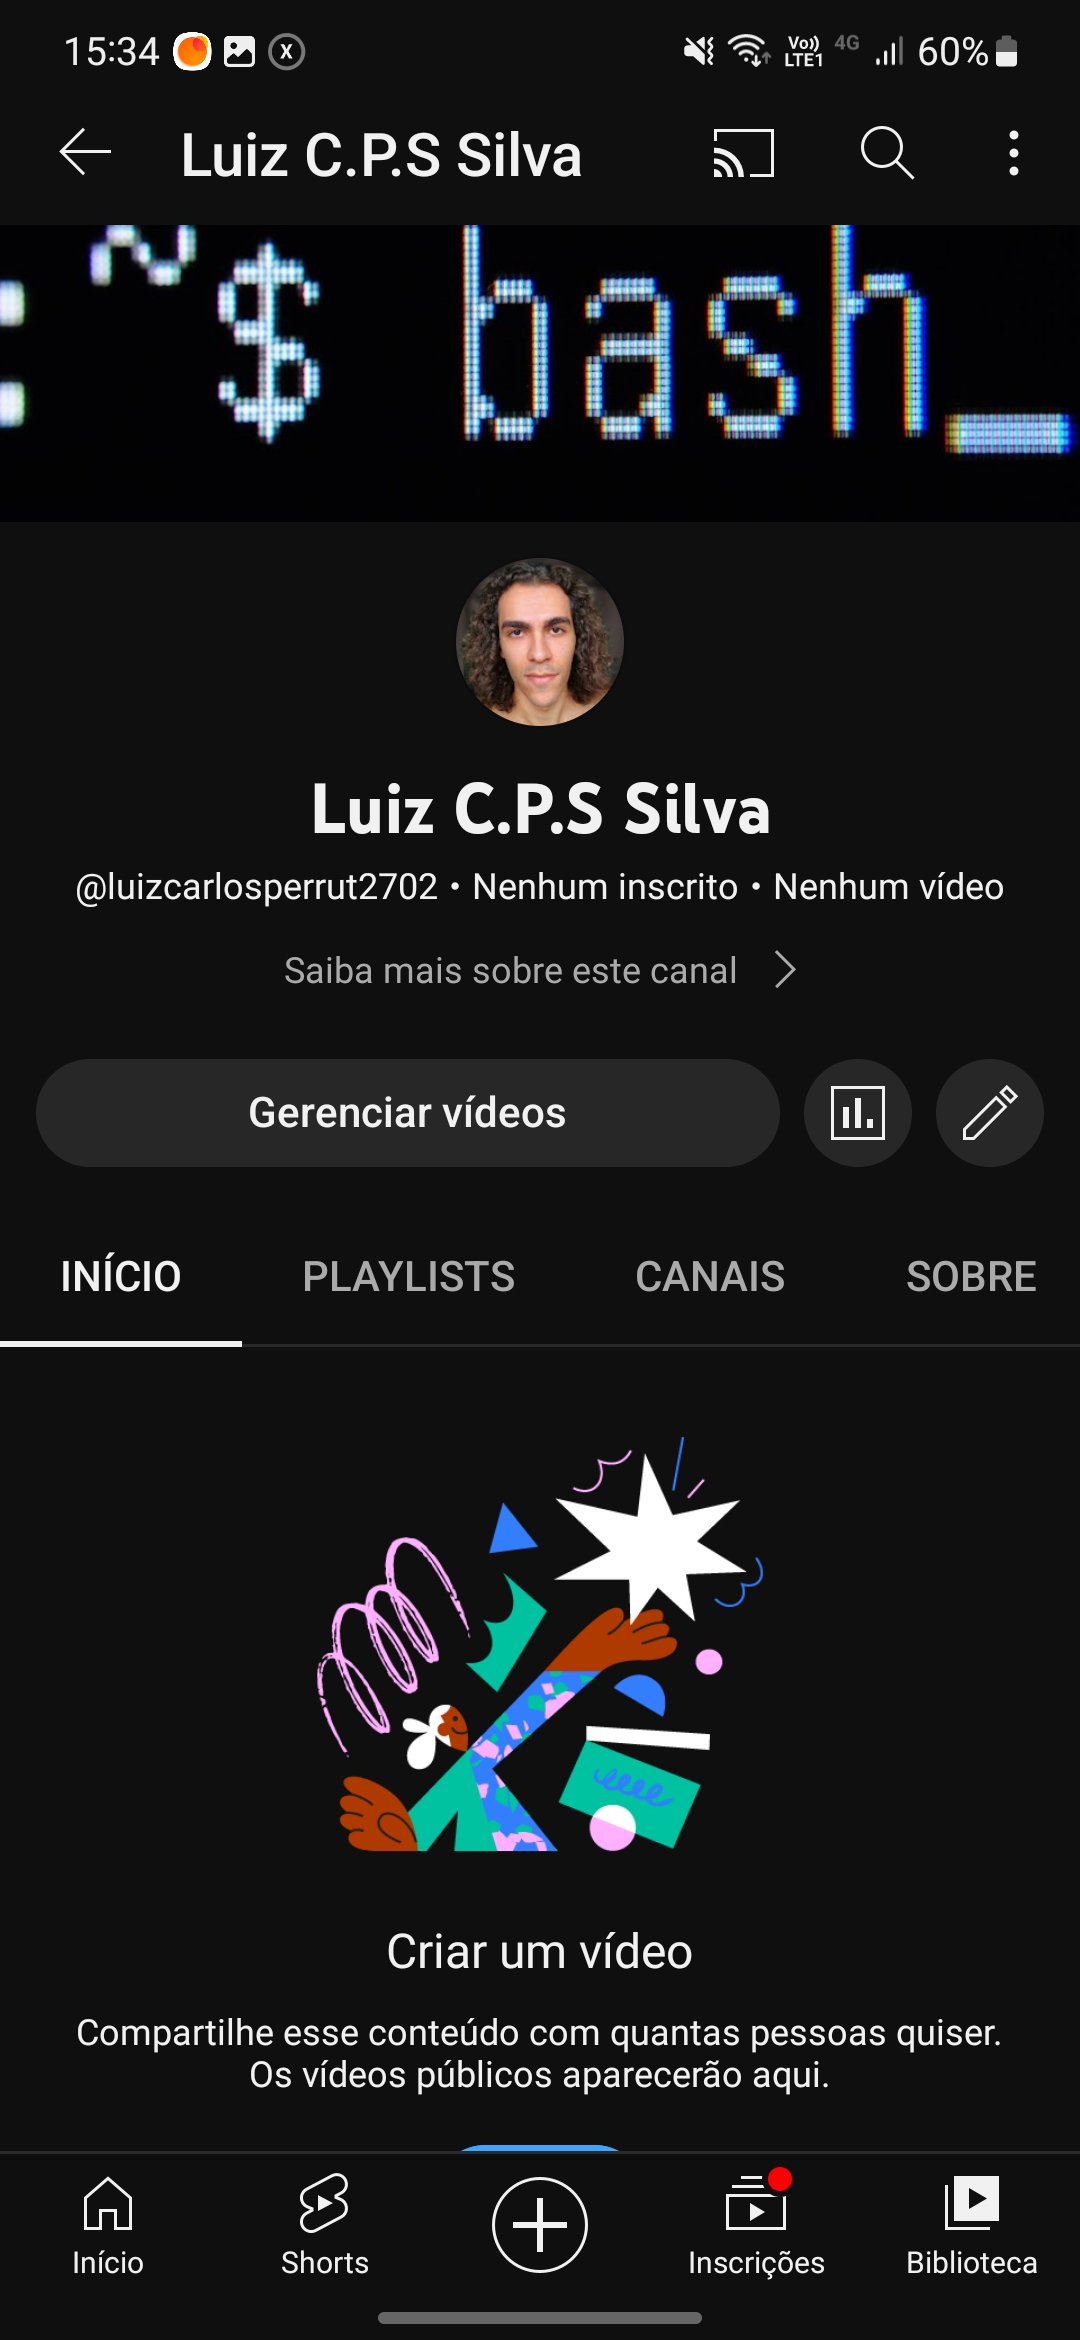 15:34
Vo))
LTE1
4G
60%
Luiz C.P.S Silva
:~$ bash_
Luiz C.P.S Silva
@luizcarlosperrut2702 • Nenhum inscrito • Nenhum vídeo
Saiba mais sobre este canal
Gerenciar vídeos
INÍCIO PLAYLISTS CANAIS SOBRE
Criar um vídeo
Compartilhe esse conteúdo com quantas pessoas quiser.
Os vídeos públicos aparecerão aqui.
Início Shorts Inscrições Biblioteca